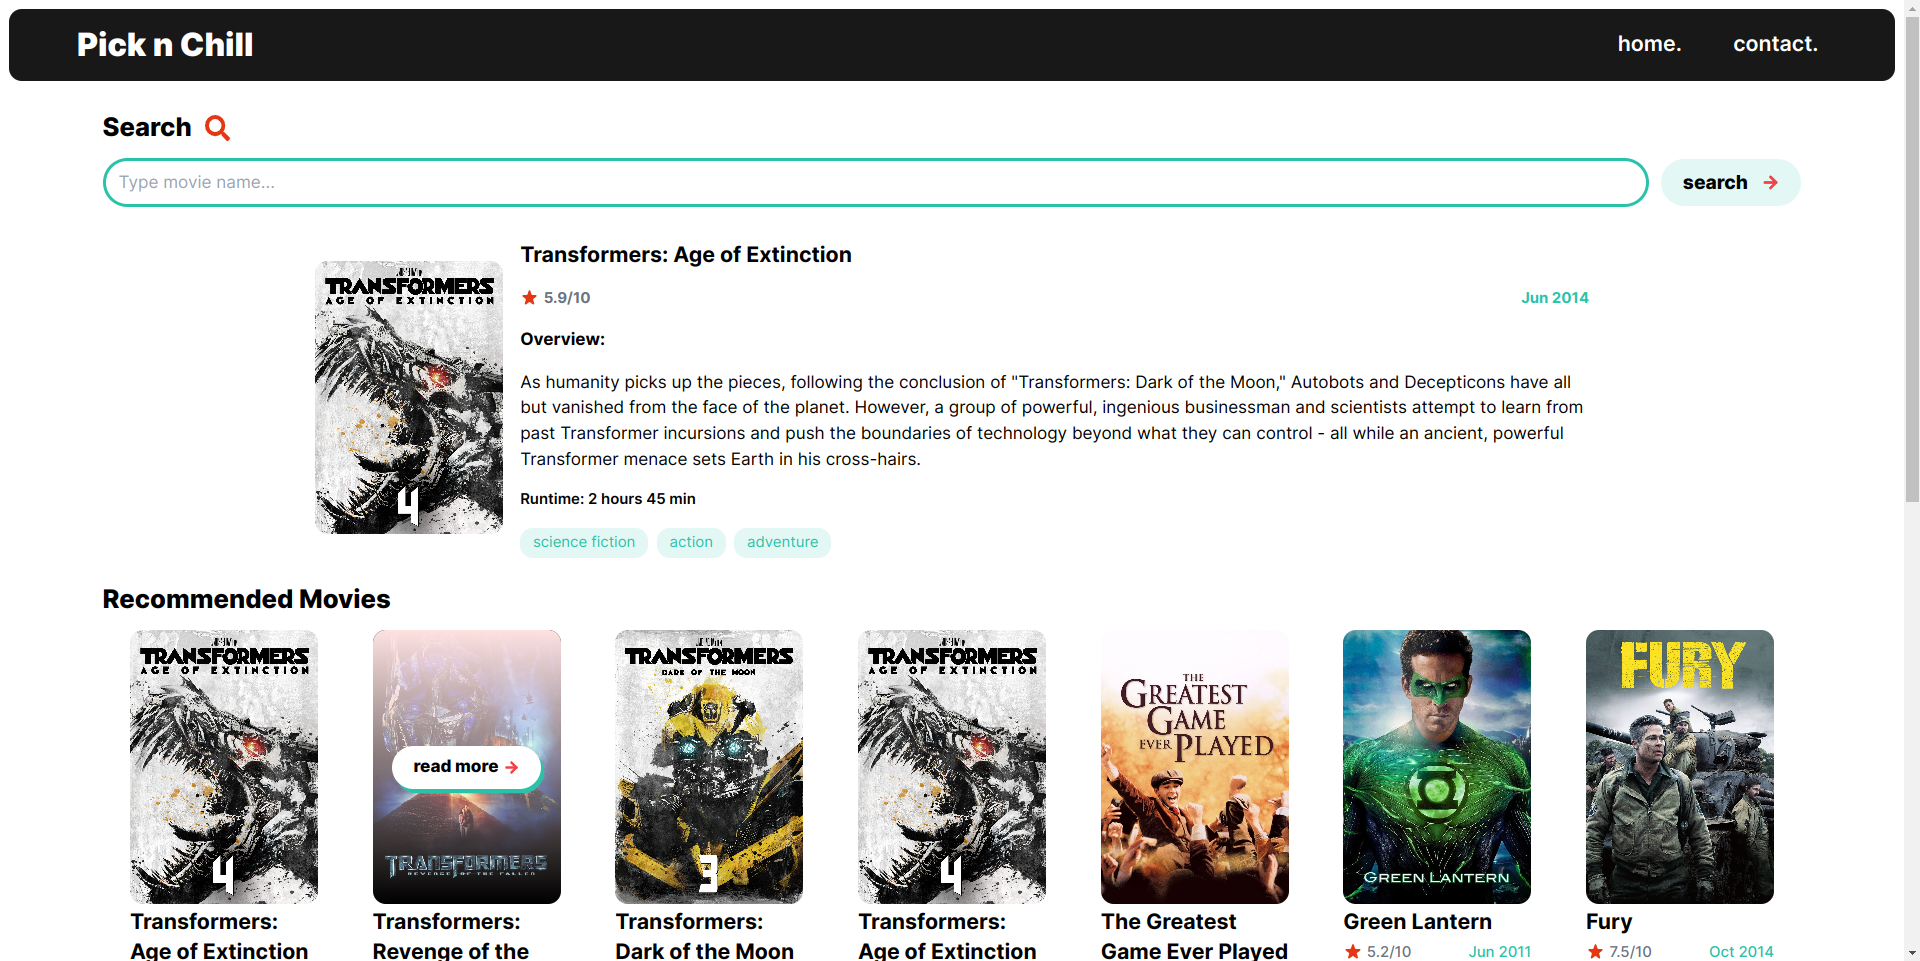 Pick n Chill
home.
contact.
Search
Type movie name...
search
TRANSFORMERS
AGE OF EXTINCTION
4
Transformers: Age of Extinction
5.9/10
Jun 2014
Overview:
As humanity picks up the pieces, following the conclusion of "Transformers: Dark of the Moon," Autobots and Decepticons have all
but vanished from the face of the planet. However, a group of powerful, ingenious businessman and scientists attempt to learn from
past Transformer incursions and push the boundaries of technology beyond what they can control - all while an ancient, powerful
Transformer menace sets Earth in his cross-hairs.
Runtime: 2 hours 45 min
science fiction
action
adventure
Recommended Movies
TRANSFORMERS
AGE OF EXTINCTION
4
Transformers:
Age of Extinction
read more
TRANSFORMERS
REVENGE OF THE FALLEN
Transformers:
Revenge of the
TRANSFORMERS
DARK OF THE MOON
3
Transformers:
Dark of the Moon
TRANSFORMERS
AGE OF EXTINCTION
4
Transformers:
Age of Extinction
THE
GREATEST
GAME
EVER PLAYED
The Greatest
Game Ever Played
GREEN LANTERN
Green Lantern
5.2/10
Jun 2011
FURY
Fury
7.5/10
Oct 2014